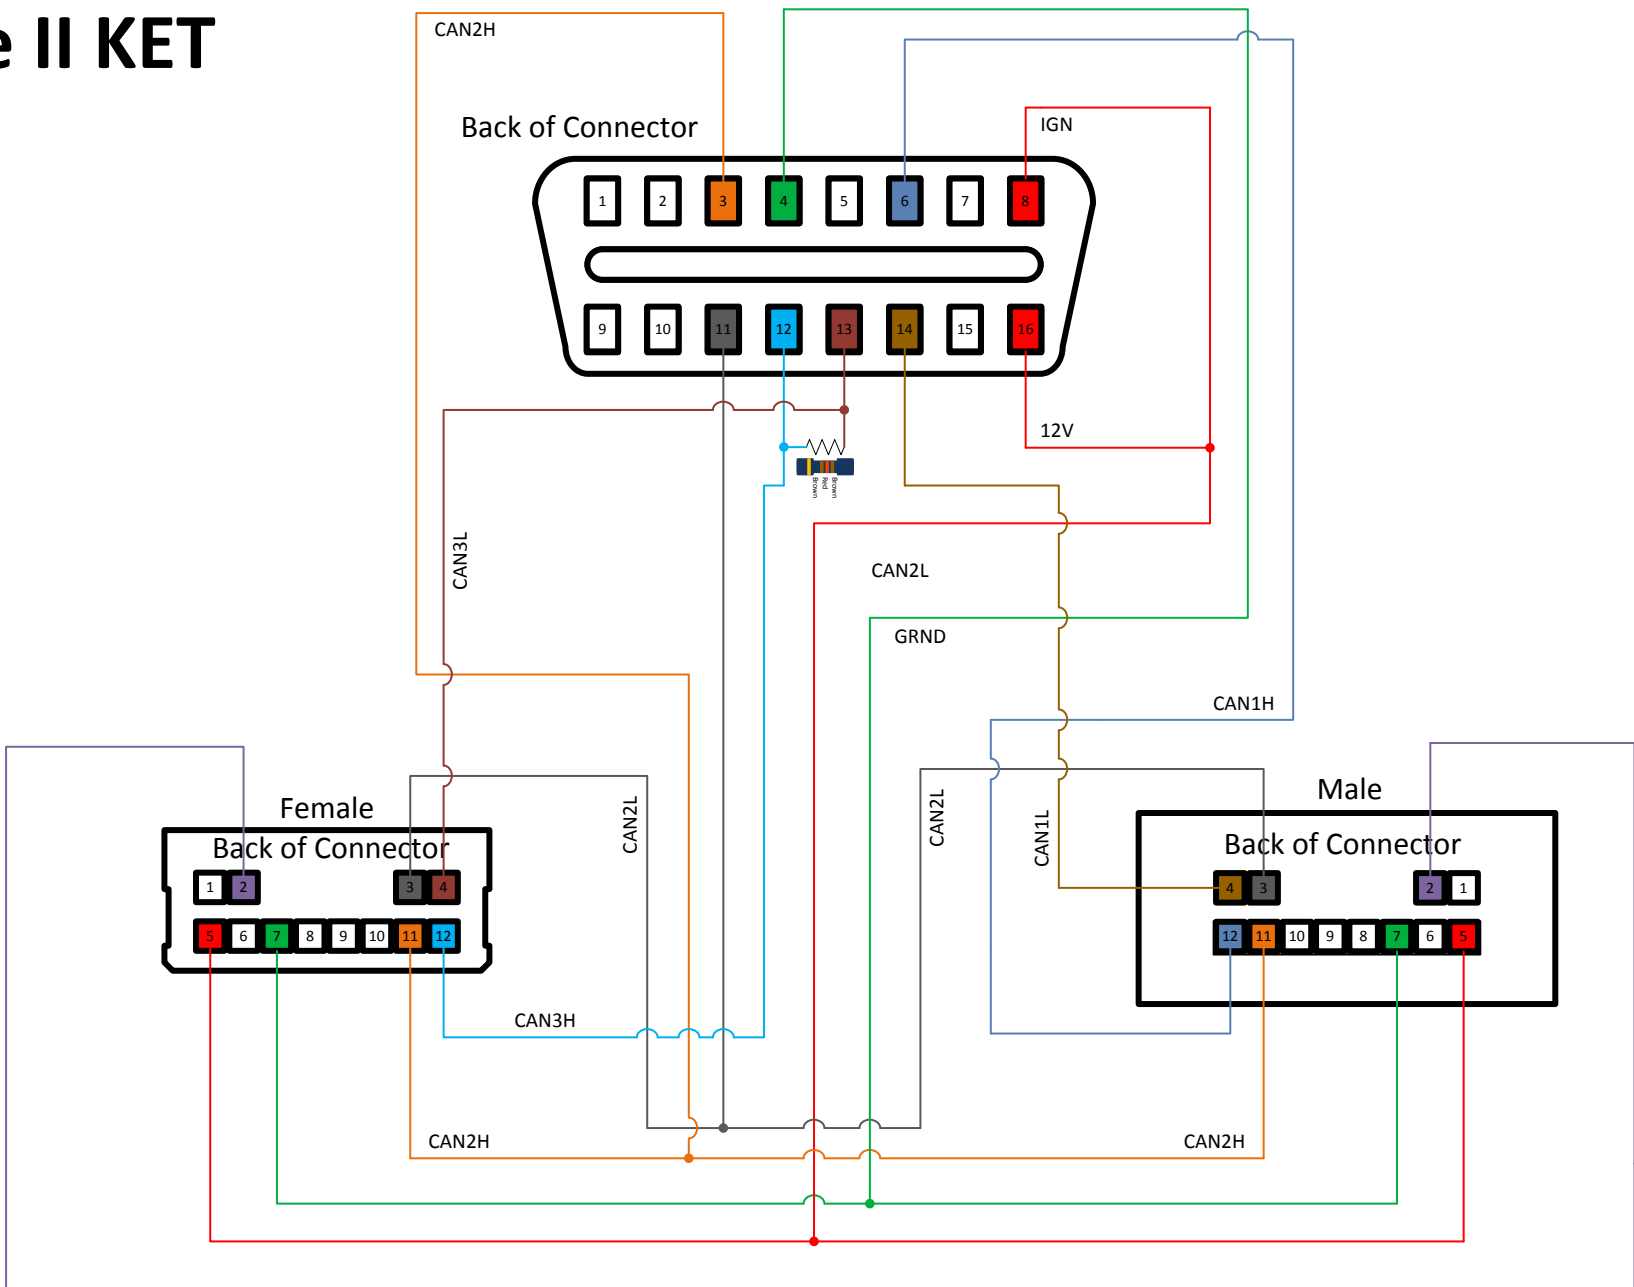 e II KET
CAN2H
IGN
Back of Connector
1 2 3 4 5 6 7 8
9 10 11 12 13 14 15 16
12V
Brown
Red
Brown
CAN3L
CAN2L
GRND
CAN1H
Female
Back of Connector
1 2 3 4
5 6 7 8 9 10 11 12
CAN2L
CAN2L
CAN1L
Male
Back of Connector
4 3 2 1
12 11 10 9 8 7 6 5
CAN3H
CAN2H
CAN2H